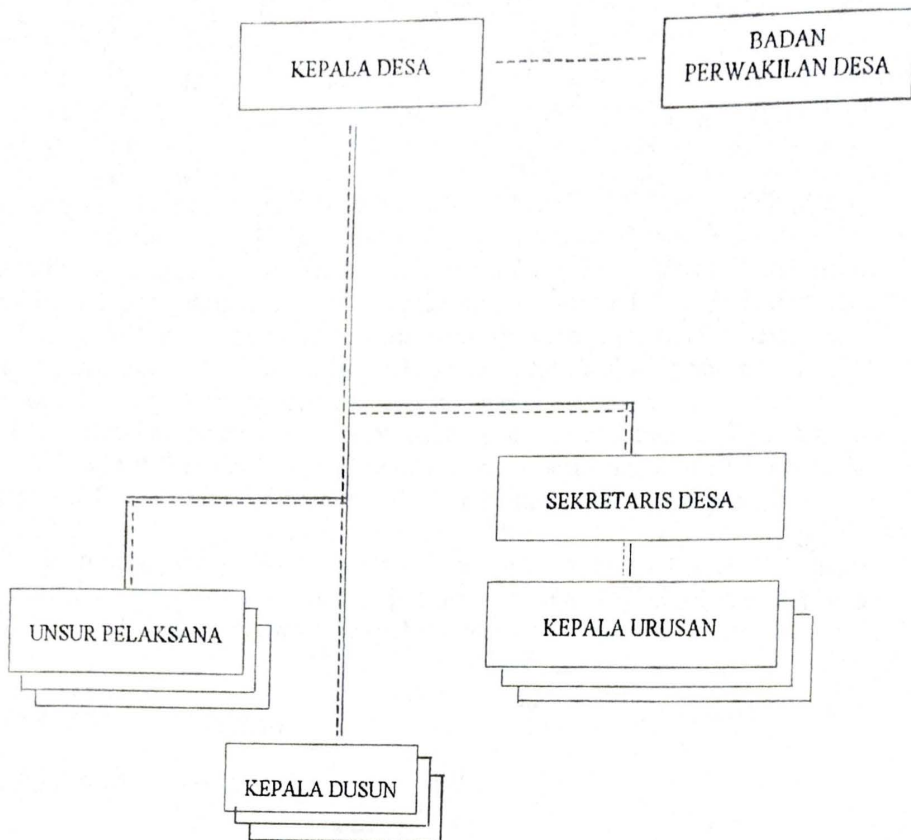 KEPALA DESA
BADAN
PERWAKILAN DESA
SEKRETARIS DESA
UNSUR PELAKSANA
KEPALA URUSAN
KEPALA DUSUN